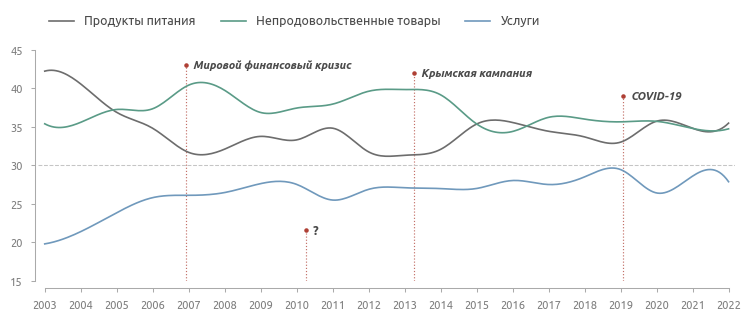 Продукты питания Непродовольственные товары Услуги
45
Мировой финансовый кризис
Крымская кампания
40
COVID-19
35
30
25
?
20
15
2003 2004 2005 2006 2007 2008 2009 2010 2011 2012 2013 2014 2015 2016 2017 2018 2019 2020 2021 2022